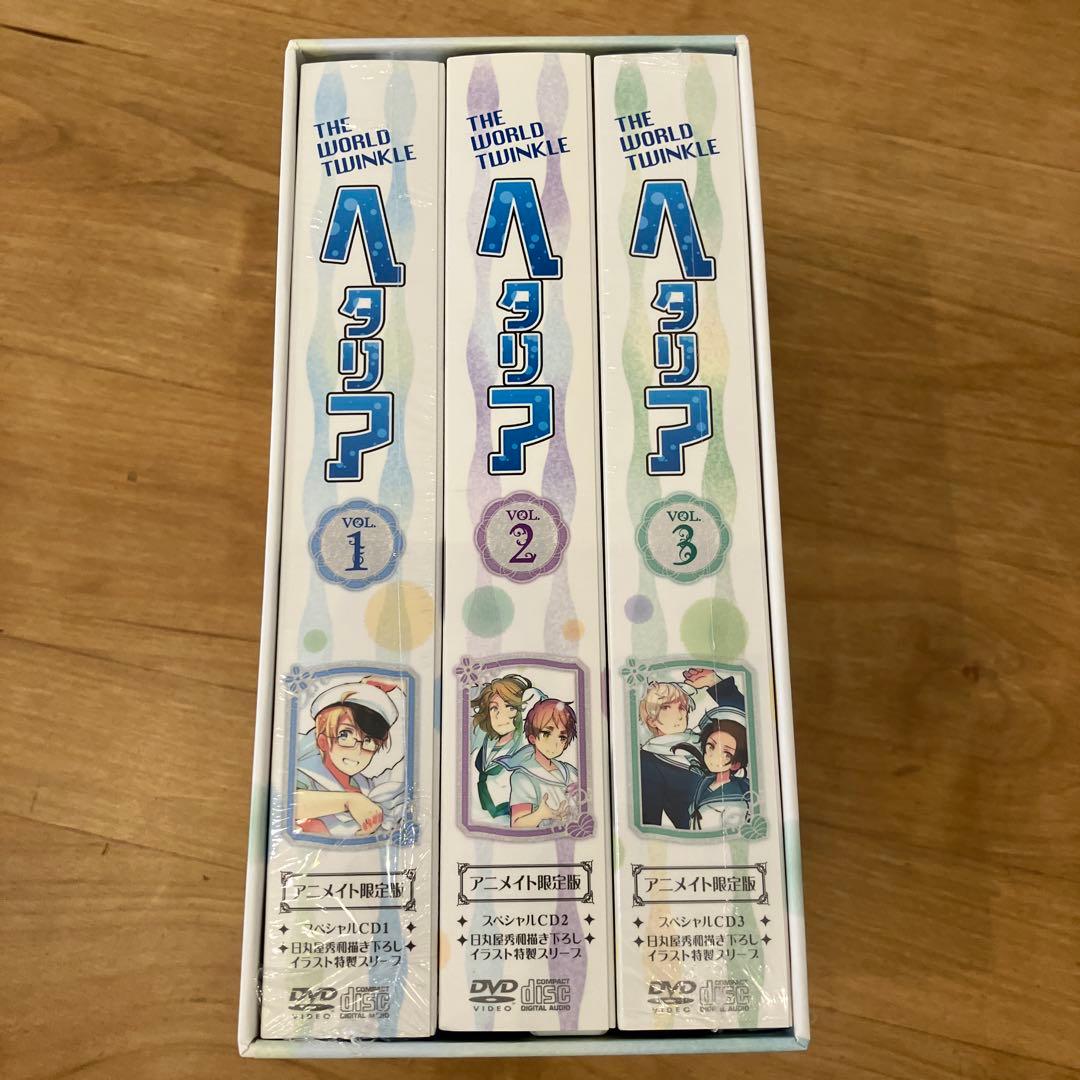 THE
WORLD
TWINKLE
ヘタリア
VOL.
1
アニメイト限定版
スペシャルCD1
日丸屋秀和描き下ろし
イラスト特製スリーブ
DVD
VIDEO
COMPACT
disc
DIGITAL AUDIO
THE
WORLD
TWINKLE
ヘタリア
VOL.
2
アニメイト限定版
スペシャルCD2
日丸屋秀和描き下ろし
イラスト特製スリーブ
DVD
VIDEO
COMPACT
disc
DIGITAL AUDIO
THE
WORLD
TWINKLE
ヘタリア
VOL.
3
アニメイト限定版
スペシャルCD3
日丸屋秀和描き下ろし
イラスト特製スリーブ
DVD
VIDEO
COMPACT
disc
DIGITAL AUDIO